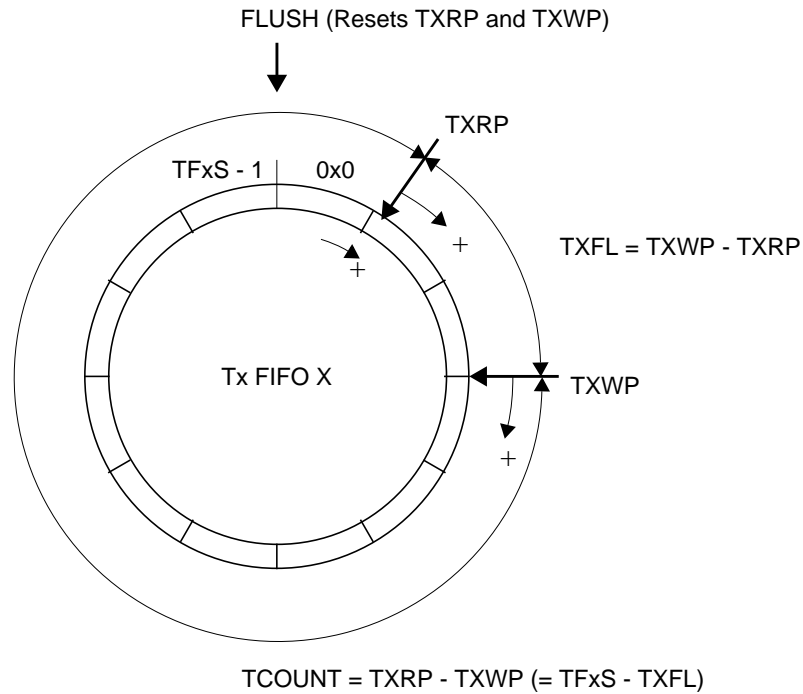 FLUSH (Resets TXRP and TXWP)
TXRP
TFxS - 1
0x0
+
+
TXFL = TXWP - TXRP
Tx FIFO X
TXWP
+
TCOUNT = TXRP - TXWP (= TFxS - TXFL)